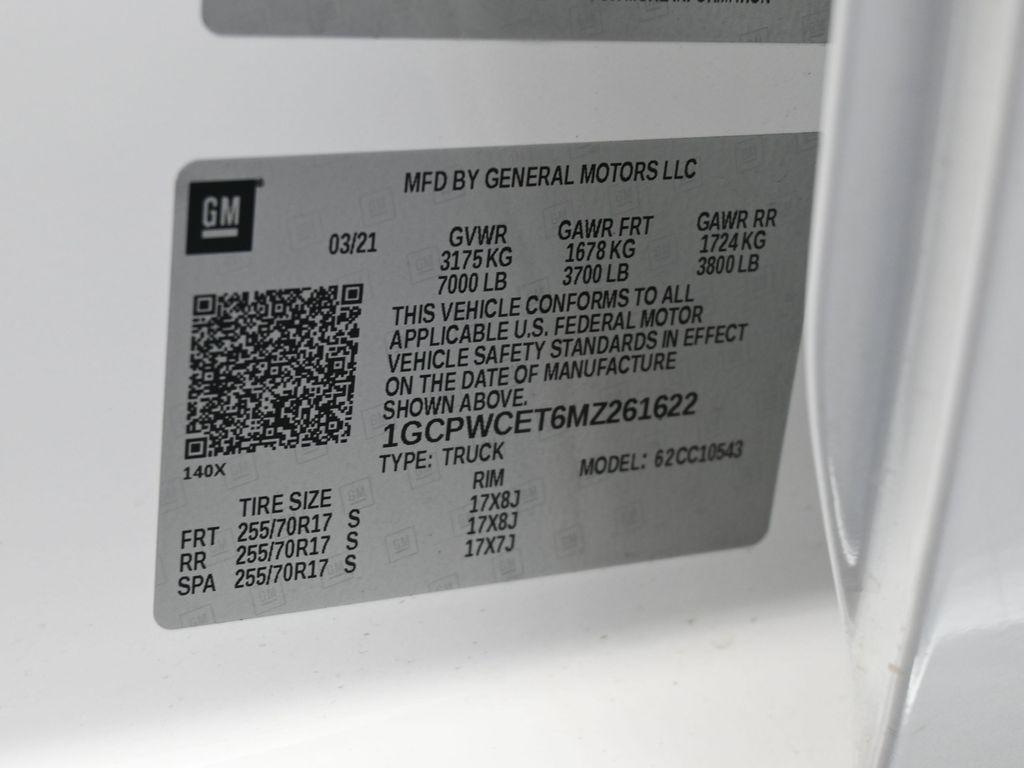 MFD BY GENERAL MOTORS LLC
GM
03/21
GVWR GAWR FRT GAWR RR
3175 KG 1678 KG 1724 KG
7000 LB 3700 LB 3800 LB
THIS VEHICLE CONFORMS TO ALL
APPLICABLE U.S. FEDERAL MOTOR
VEHICLE SAFETY STANDARDS IN EFFECT
ON THE DATE OF MANUFACTURE
SHOWN ABOVE.
1GCPWCET6MZ261622
140X
TYPE: TRUCK MODEL: 62CC10543
TIRE SIZE RIM
FRT 255/70R17 S 17X8J
RR 255/70R17 S 17X8J
SPA 255/70R17 S 17X7J